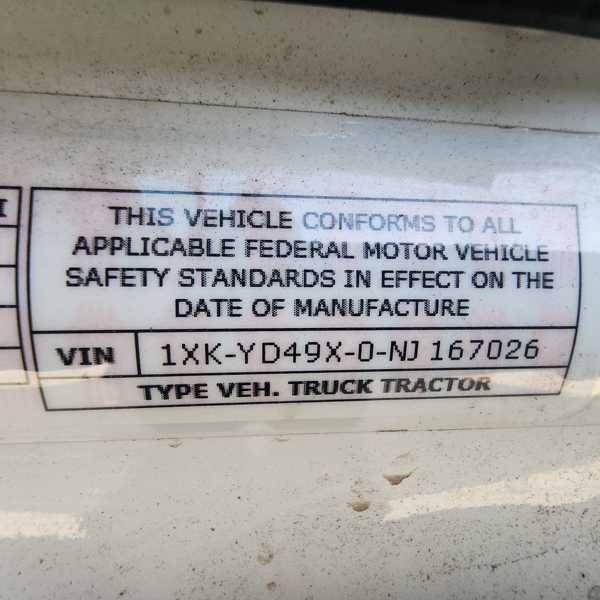 I
THIS VEHICLE CONFORMS TO ALL
APPLICABLE FEDERAL MOTOR VEHICLE
SAFETY STANDARDS IN EFFECT ON THE
DATE OF MANUFACTURE
VIN 1XK-YD49X-0-NJ 167026
TYPE VEH. TRUCK TRACTOR